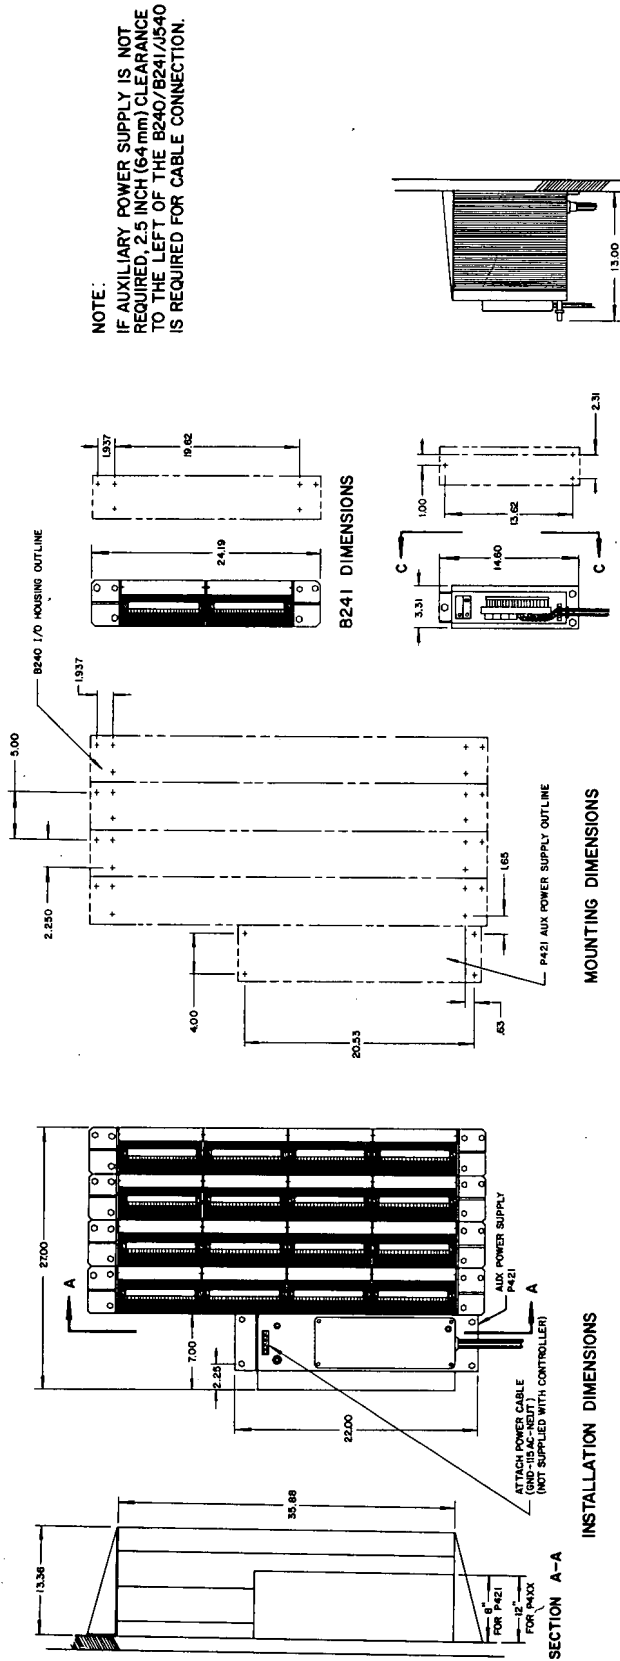 NOTE:
IF AUXILIARY POWER SUPPLY IS NOT
REQUIRED, 2.5 INCH (64mm) CLEARANCE
TO THE LEFT OF THE B240/B241/J540
IS REQUIRED FOR CABLE CONNECTION.
13.36
35.88
8"
FOR P421
12"
FOR P4XX
SECTION A-A
27.00
A
A
7.00
2.25
22.00
AUX POWER SUPPLY
P421
ATTACH POWER CABLE
(GND-115 AC-NEUT)
(NOT SUPPLIED WITH CONTROLLER)
INSTALLATION DIMENSIONS
B240 I/O HOUSING OUTLINE
5.00
1.937
2.250
4.00
20.53
.63
1.65
P421 AUX POWER SUPPLY OUTLINE
MOUNTING DIMENSIONS
24.19
1.937
19.62
B241 DIMENSIONS
3.31
14.60
C
C
1.00
13.62
2.31
13.00